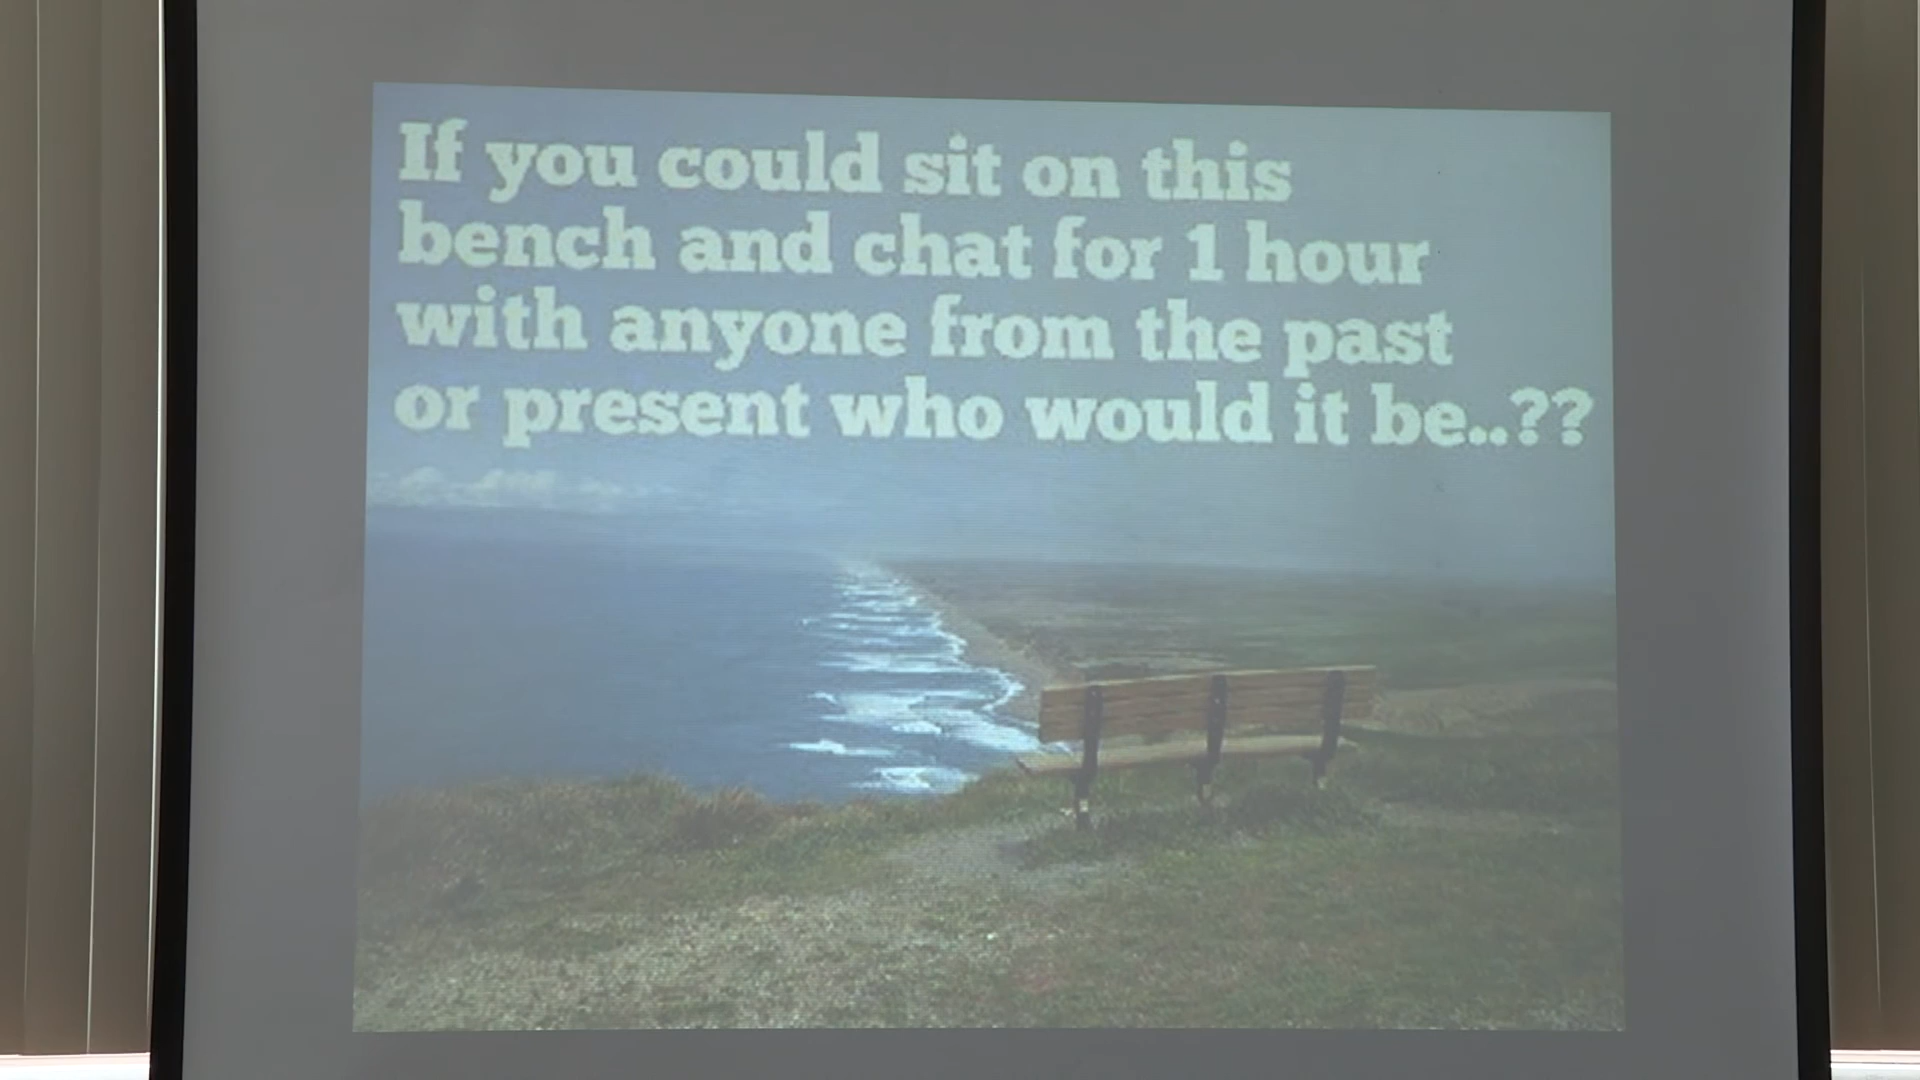 If you could sit on this
bench and chat for 1 hour
with anyone from the past
or present who would it be..??